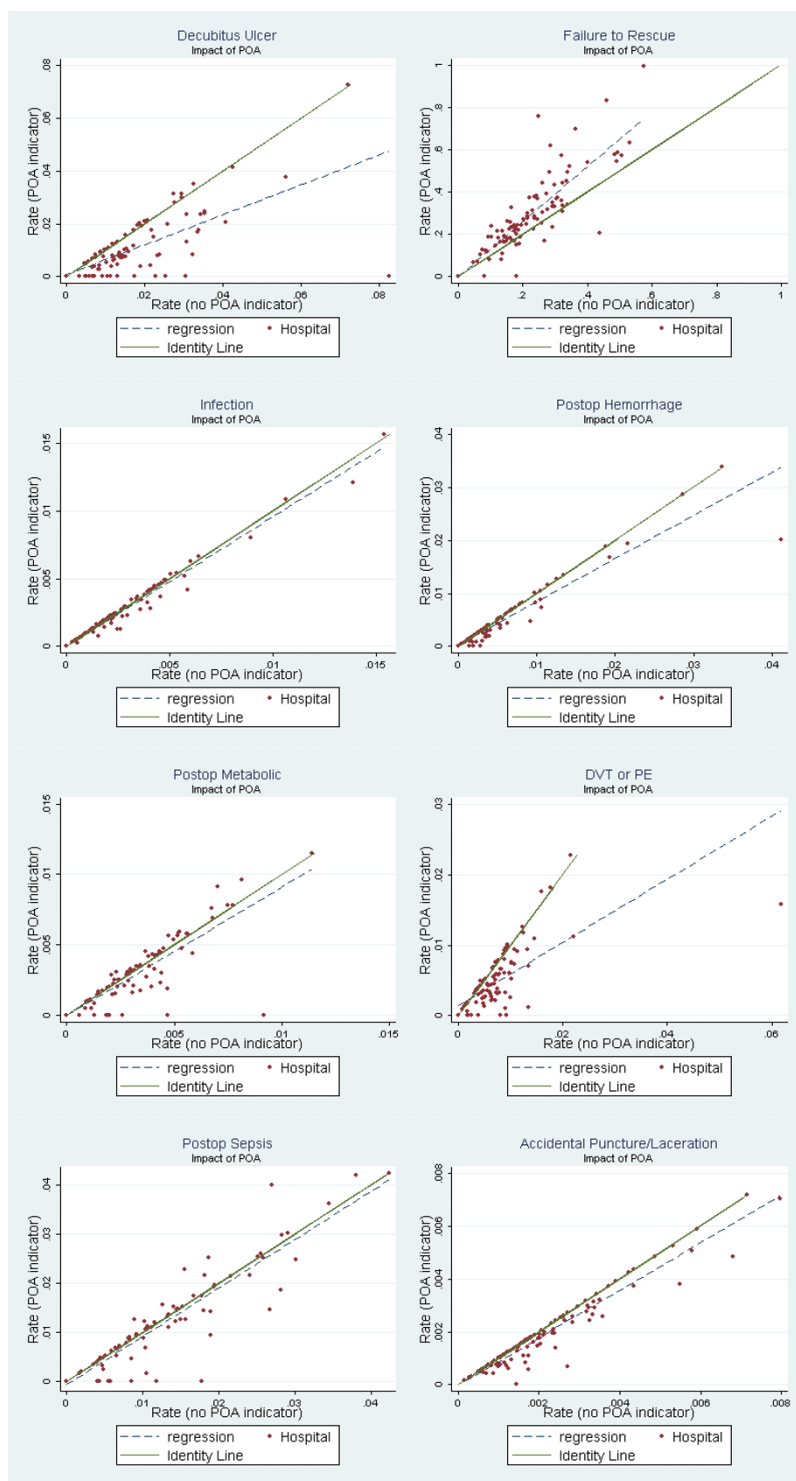 Decubitus Ulcer
Impact of POA
Rate (POA indicator)
0 .02 .04 .06 .08
0 .02 .04 .06 .08
Rate (no POA indicator)
regression Hospital
Identity Line
Failure to Rescue
Impact of POA
Rate (POA indicator)
0 .2 .4 .6 .8 1
0 .2 .4 .6 .8 1
Rate (no POA indicator)
regression Hospital
Identity Line
Infection
Impact of POA
Rate (POA indicator)
0 .005 .01 .015
0 .005 .01 .015
Rate (no POA indicator)
regression Hospital
Identity Line
Postop Hemorrhage
Impact of POA
Rate (POA indicator)
0 .01 .02 .03 .04
0 .01 .02 .03 .04
Rate (no POA indicator)
regression Hospital
Identity Line
Postop Metabolic
Impact of POA
Rate (POA indicator)
0 .005 .01 .015
0 .005 .01 .015
Rate (no POA indicator)
regression Hospital
Identity Line
DVT or PE
Impact of POA
Rate (POA indicator)
0 .01 .02 .03
0 .02 .04 .06
Rate (no POA indicator)
regression Hospital
Identity Line
Postop Sepsis
Impact of POA
Rate (POA indicator)
0 .01 .02 .03 .04
0 .01 .02 .03 .04
Rate (no POA indicator)
regression Hospital
Identity Line
Accidental Puncture/Laceration
Impact of POA
Rate (POA indicator)
0 .002 .004 .006 .008
0 .002 .004 .006 .008
Rate (no POA indicator)
regression Hospital
Identity Line